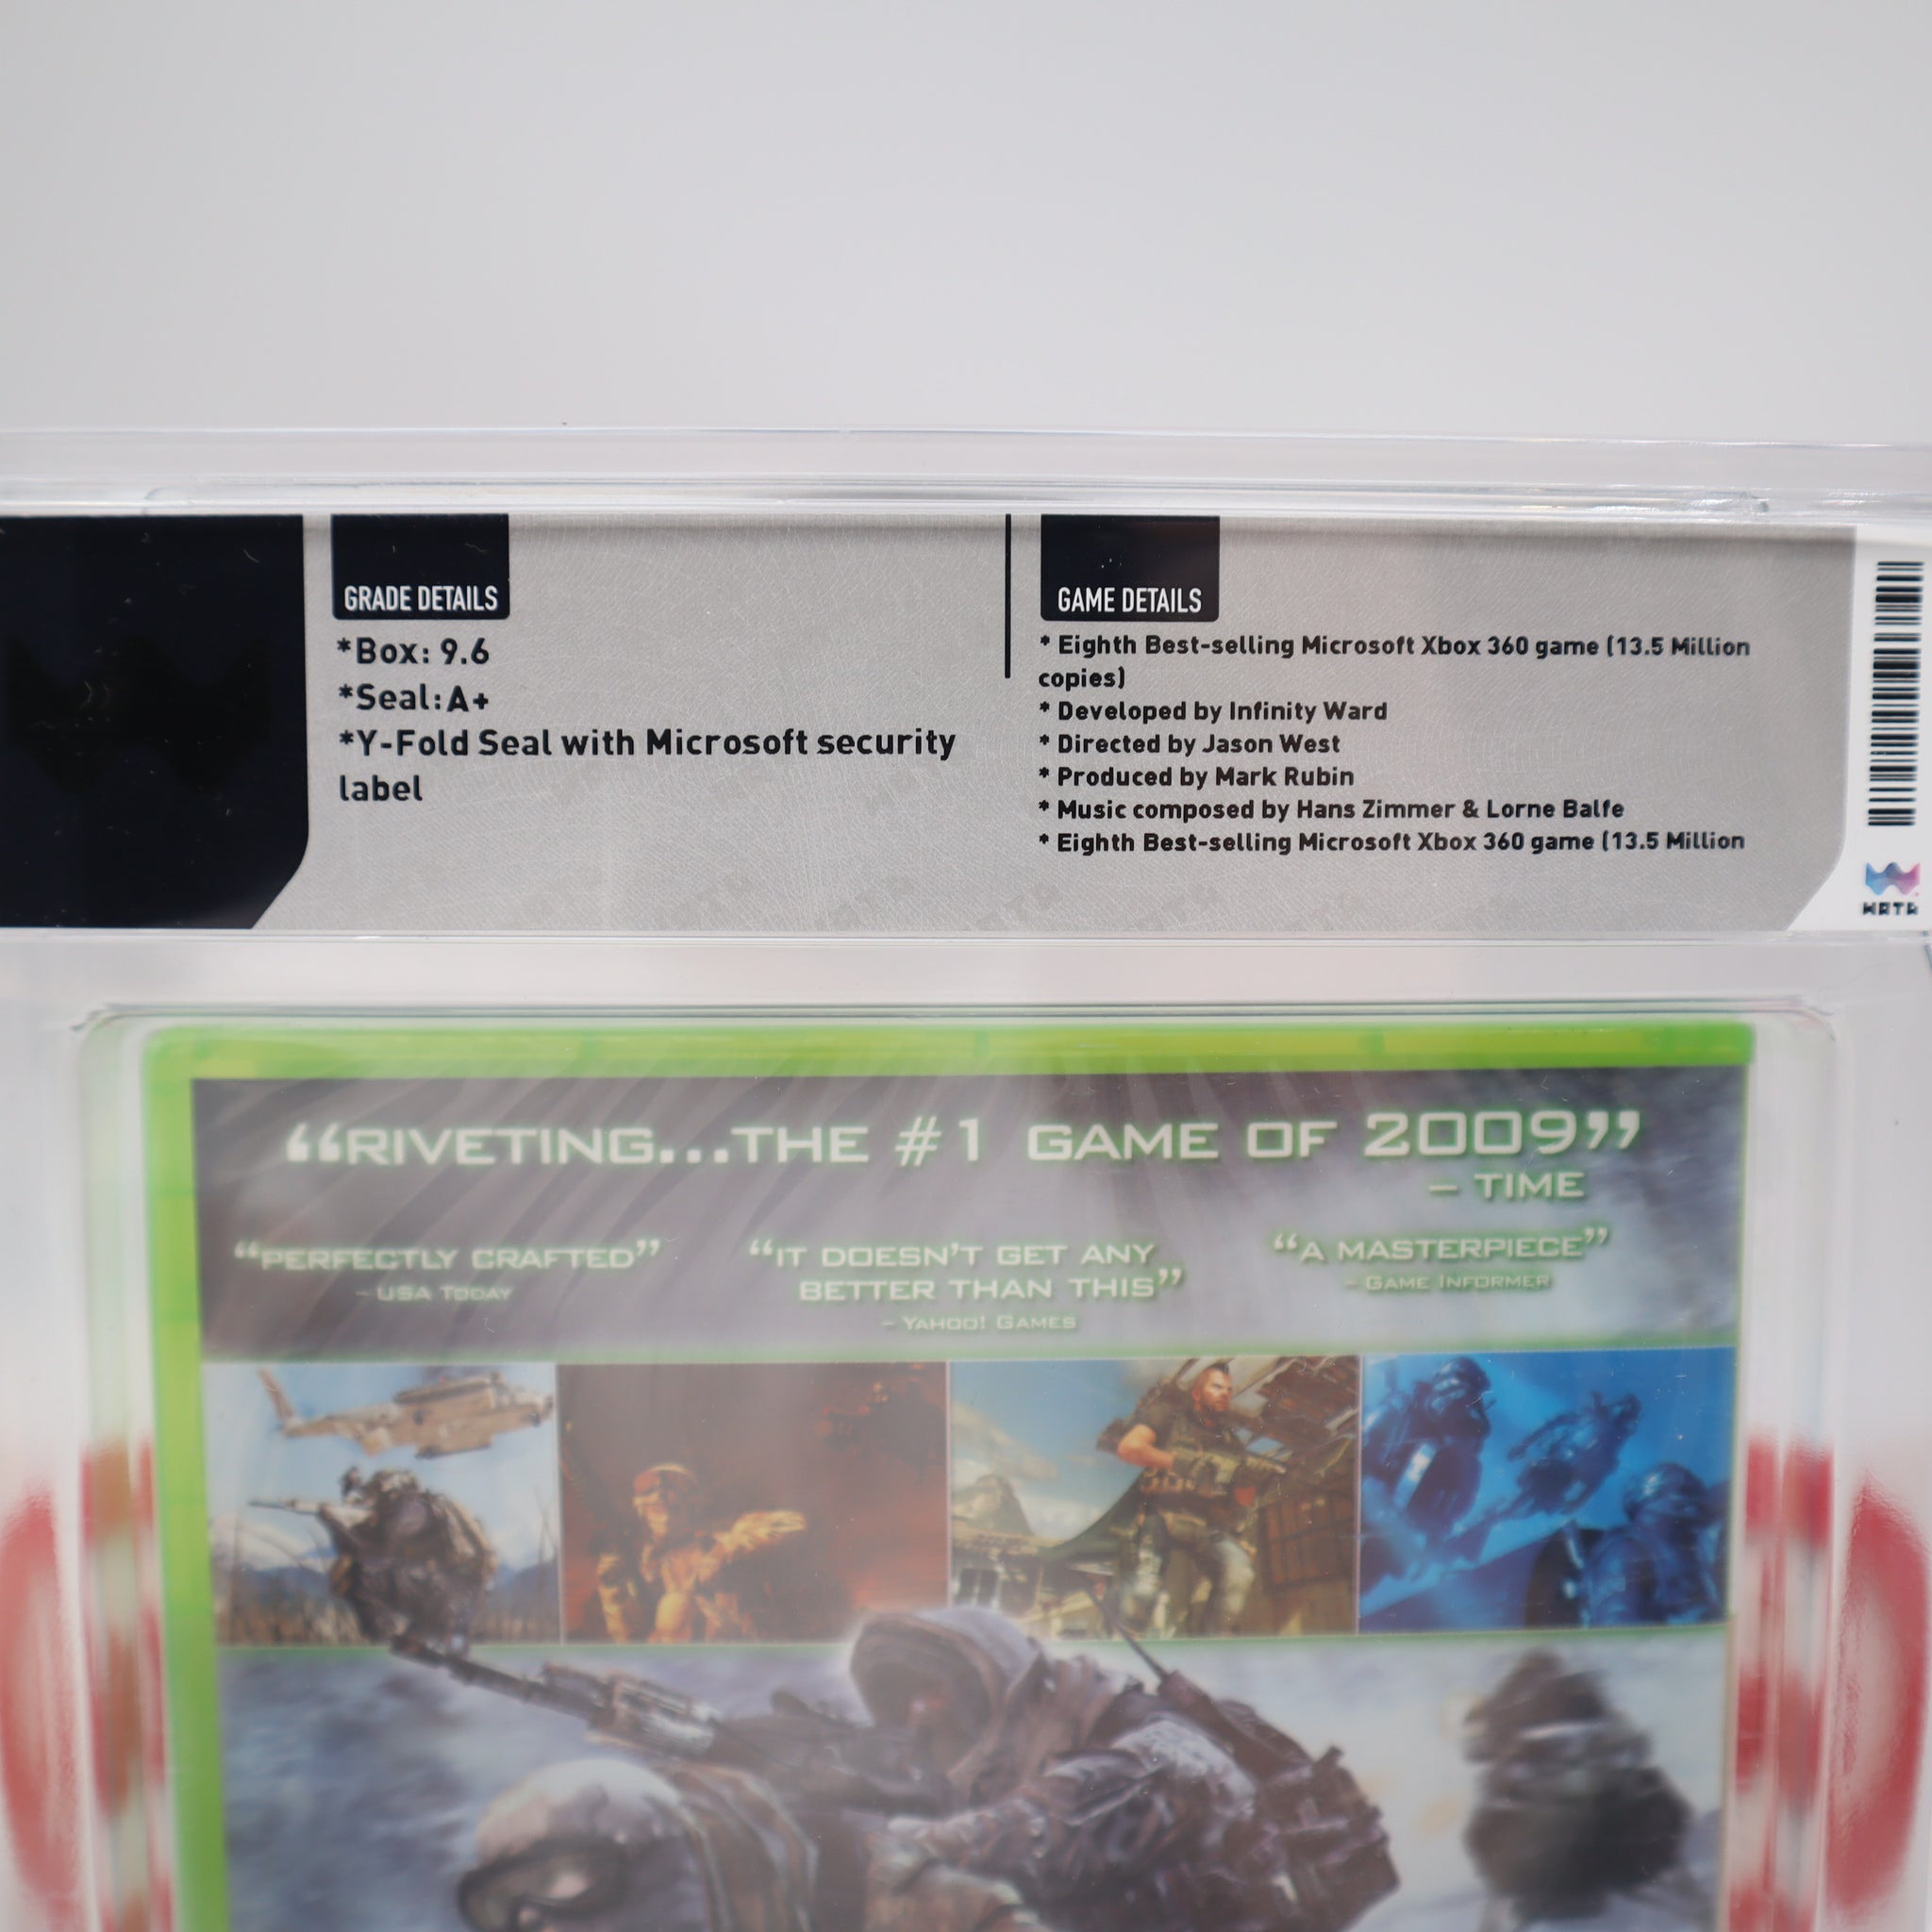 GRADE DETAILS
*Box: 9.6
*Seal:A+
*Y-Fold Seal with Microsoft security
label
GAME DETAILS
* Eighth Best-selling Microsoft Xbox 360 game (13.5 Million
copies)
* Developed by Infinity Ward
* Directed by Jason West
* Produced by Mark Rubin
* Music composed by Hans Zimmer & Lorne Balfe
* Eighth Best-selling Microsoft Xbox 360 game (13.5 Million
WATA
“RIVETING...THE #1 GAME OF 2009”
– TIME
“PERFECTLY CRAFTED”
– USA TODAY
“IT DOESN'T GET ANY
BETTER THAN THIS”
– YAHOO! GAMES
“A MASTERPIECE”
– GAME INFORMER